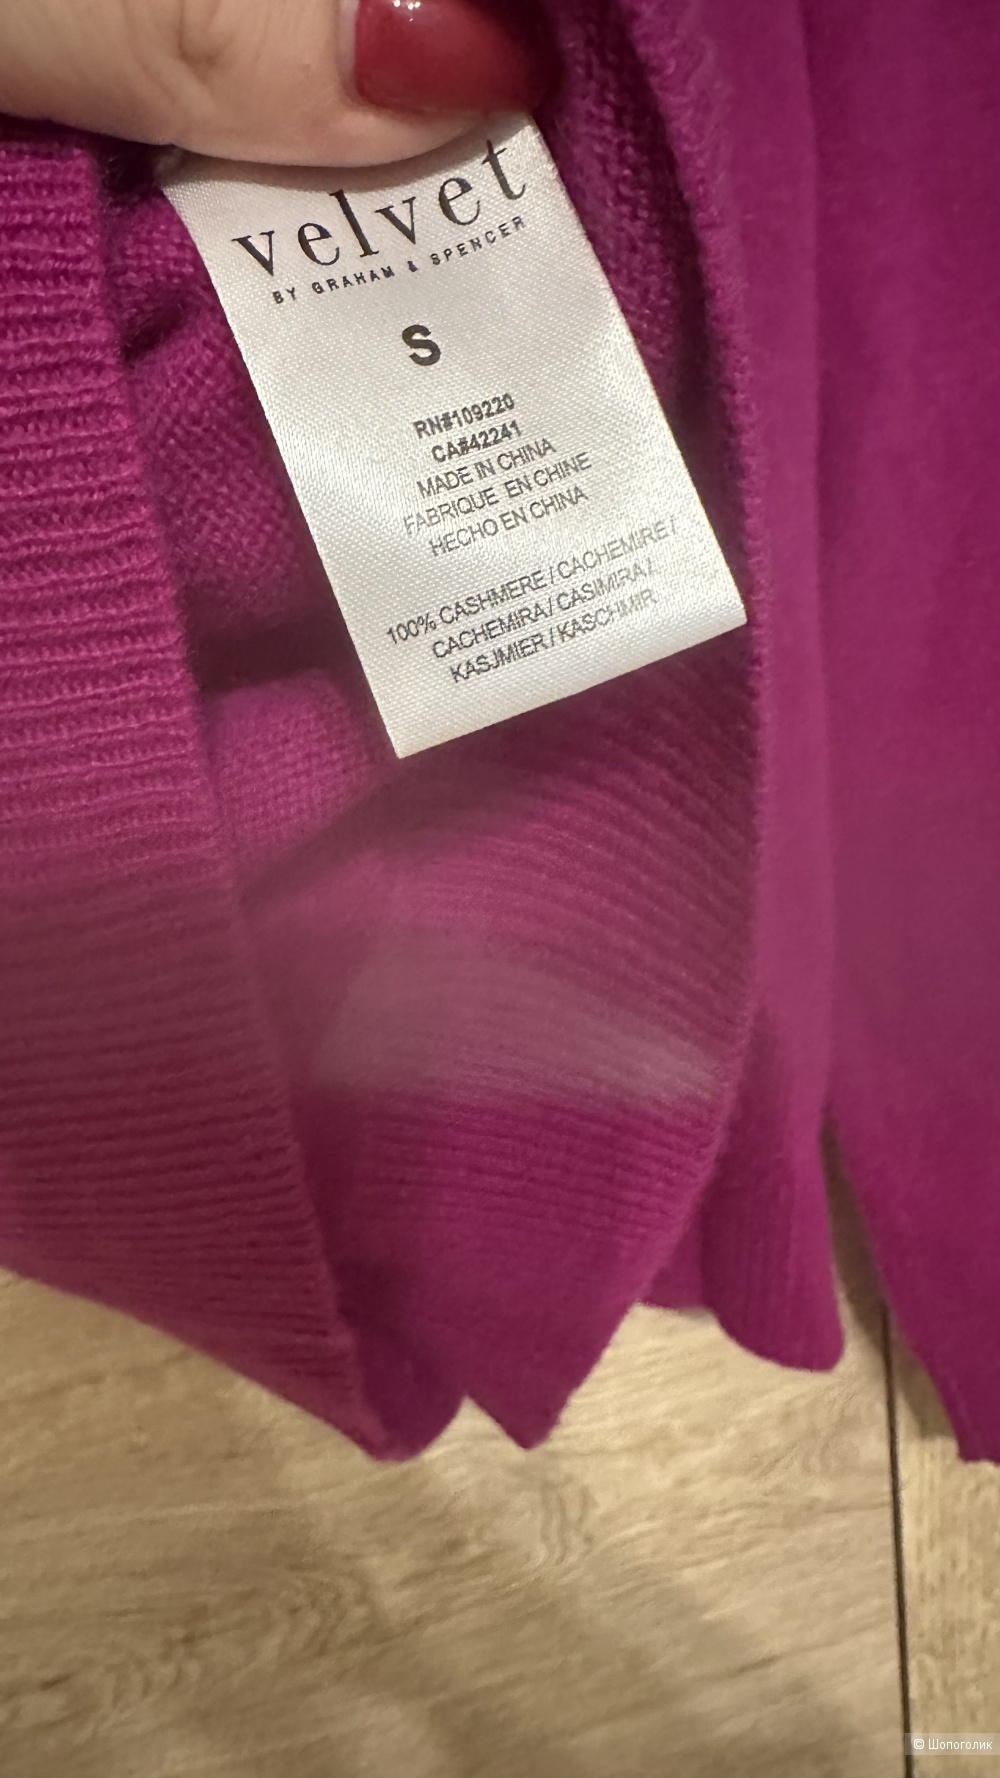 velvet
BY GRAHAM & SPENCER
S
RN#109220
CA#42241
MADE IN CHINA
FABRIQUE EN CHINE
HECHO EN CHINA
100% CASHMERE / CACHEMIRE /
CACHEMIRA / CASIMIRA /
KASJMIER / KASCHMIR
© Шопоголик